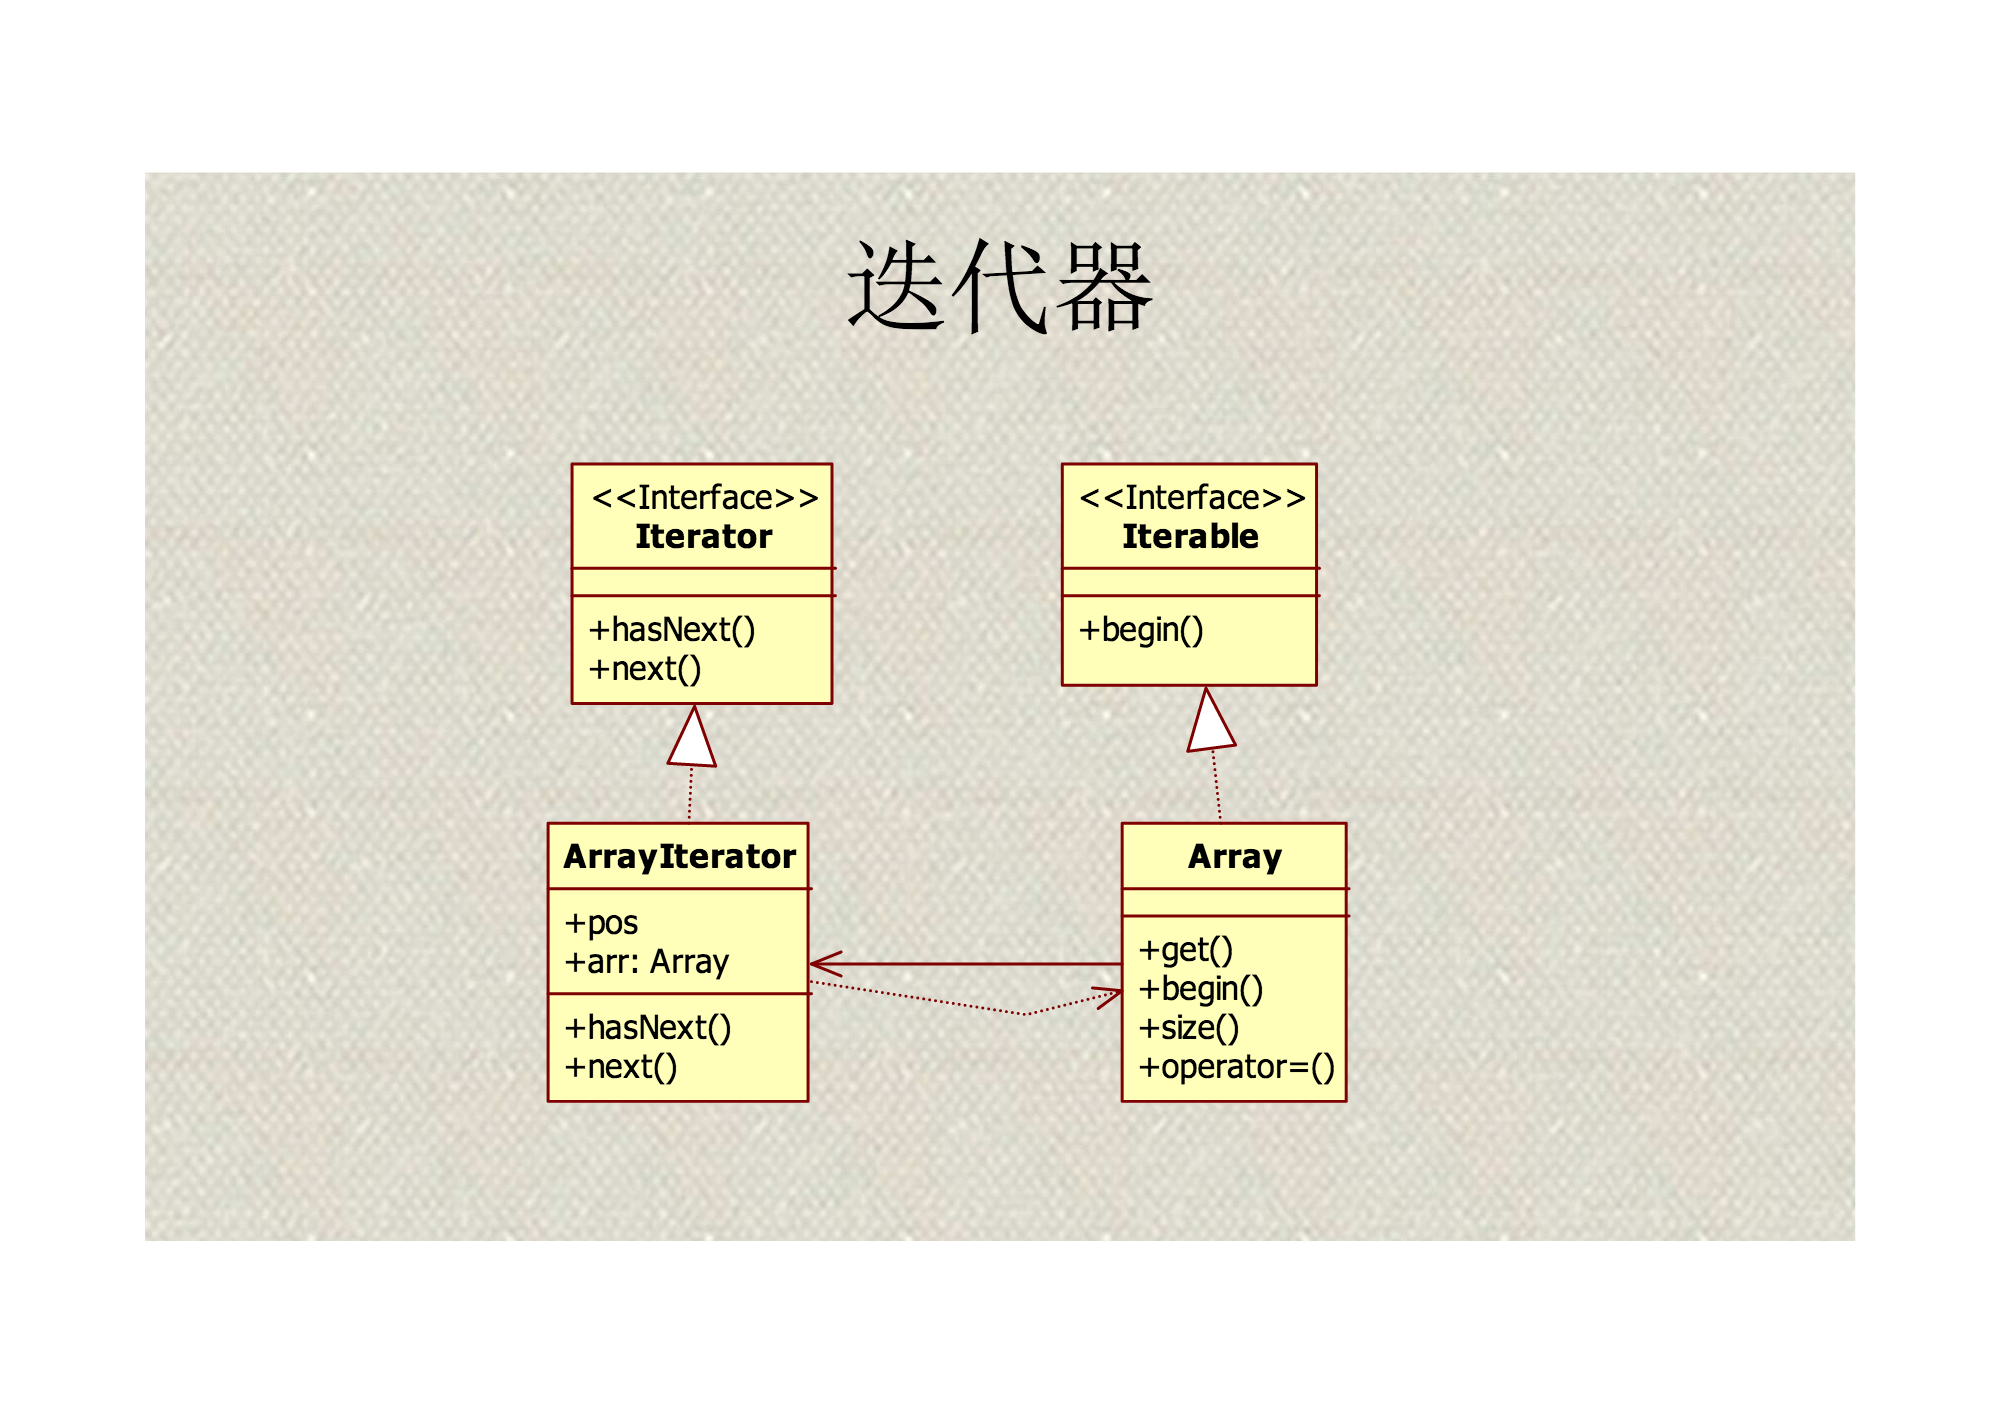 迭代器
<<Interface>>
Iterator
+hasNext()
+next()
<<Interface>>
Iterable
+begin()
ArrayIterator
+pos
+arr: Array
+hasNext()
+next()
Array
+get()
+begin()
+size()
+operator=()